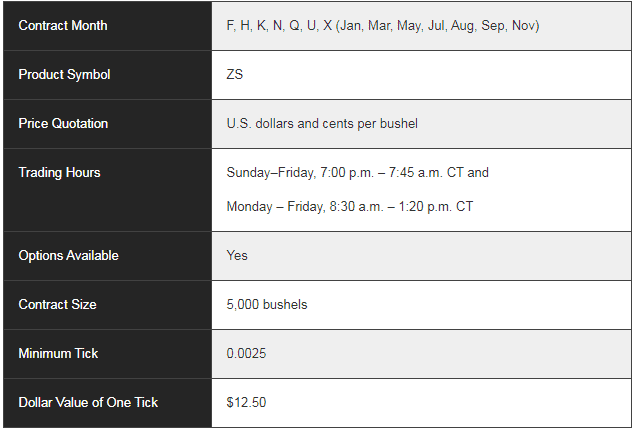 Contract Month F, H, K, N, Q, U, X (Jan, Mar, May, Jul, Aug, Sep, Nov)
Product Symbol ZS
Price Quotation U.S. dollars and cents per bushel
Trading Hours Sunday–Friday, 7:00 p.m. – 7:45 a.m. CT and
Monday – Friday, 8:30 a.m. – 1:20 p.m. CT
Options Available Yes
Contract Size 5,000 bushels
Minimum Tick 0.0025
Dollar Value of One Tick $12.50